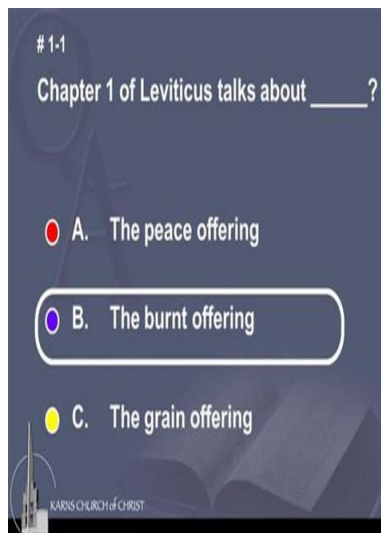 # 1-1
Chapter 1 of Leviticus talks about ______?
A. The peace offering
B. The burnt offering
C. The grain offering
KARNS CHURCH of CHRIST